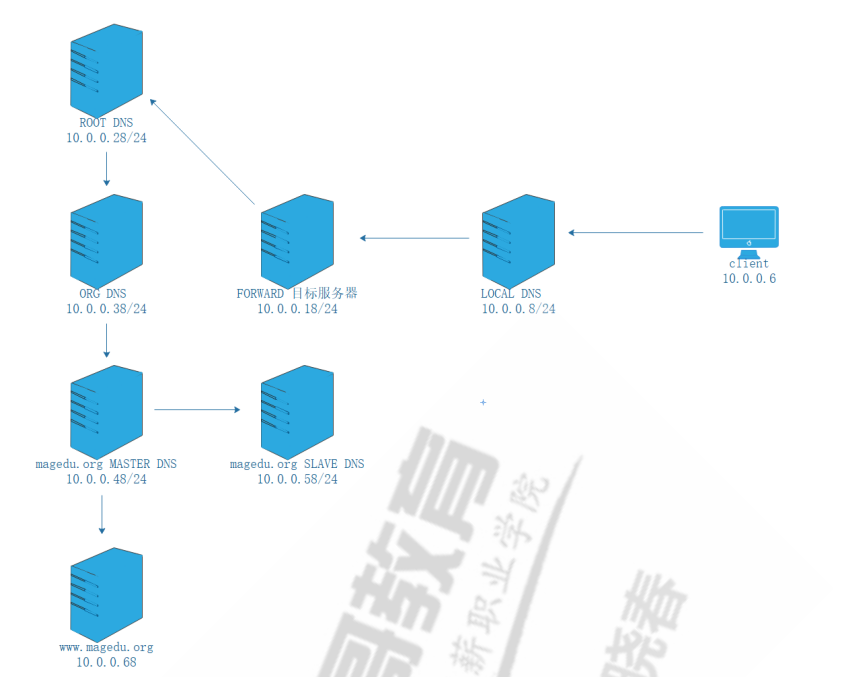 ROOT DNS
10.0.0.28/24
ORG DNS
10.0.0.38/24
FORWARD 目标服务器
10.0.0.18/24
LOCAL DNS
10.0.0.8/24
client
10.0.0.6
magedu.org MASTER DNS
10.0.0.48/24
magedu.org SLAVE DNS
10.0.0.58/24
www.magedu.org
10.0.0.68
哥教育
薪职业学院
晓春